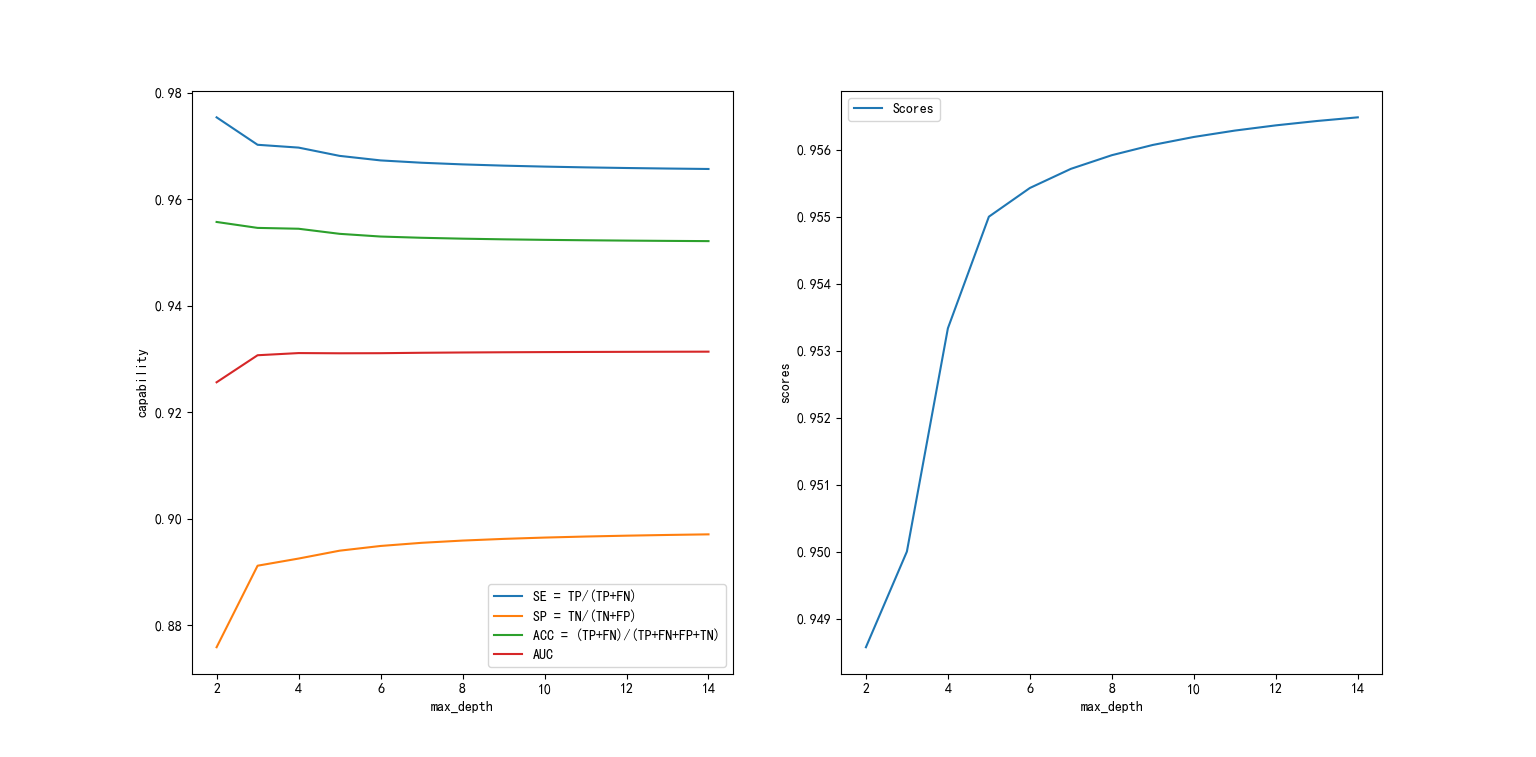 0.98
0.96
0.94
0.92
0.90
0.88
capability
2 4 6 8 10 12 14
max_depth
SE = TP/(TP+FN)
SP = TN/(TN+FP)
ACC = (TP+FN)/(TP+FN+FP+TN)
AUC
Scores
0.956
0.955
0.954
0.953
0.952
0.951
0.950
0.949
scores
2 4 6 8 10 12 14
max_depth